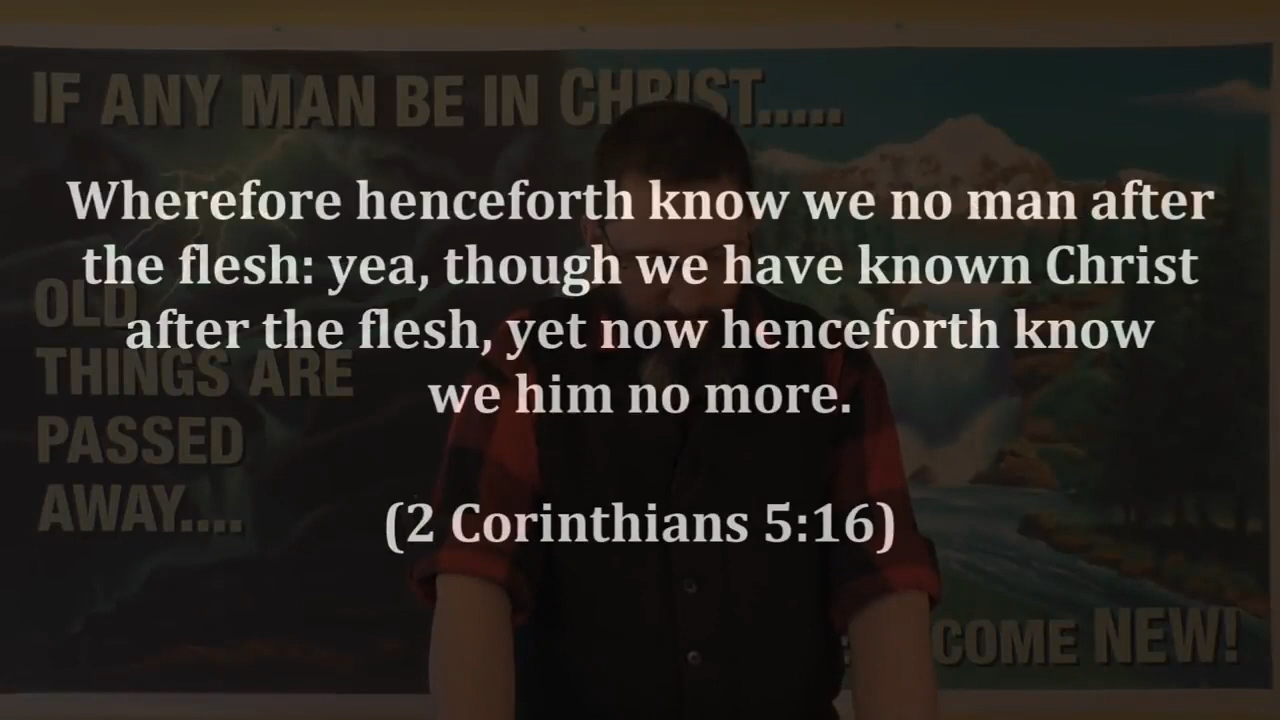 IF ANY MAN BE IN CHRIST.....
Wherefore henceforth know we no man after
the flesh: yea, though we have known Christ
after the flesh, yet now henceforth know
we him no more.
(2 Corinthians 5:16)
OLD
THINGS ARE
PASSED
AWAY....
COME NEW!